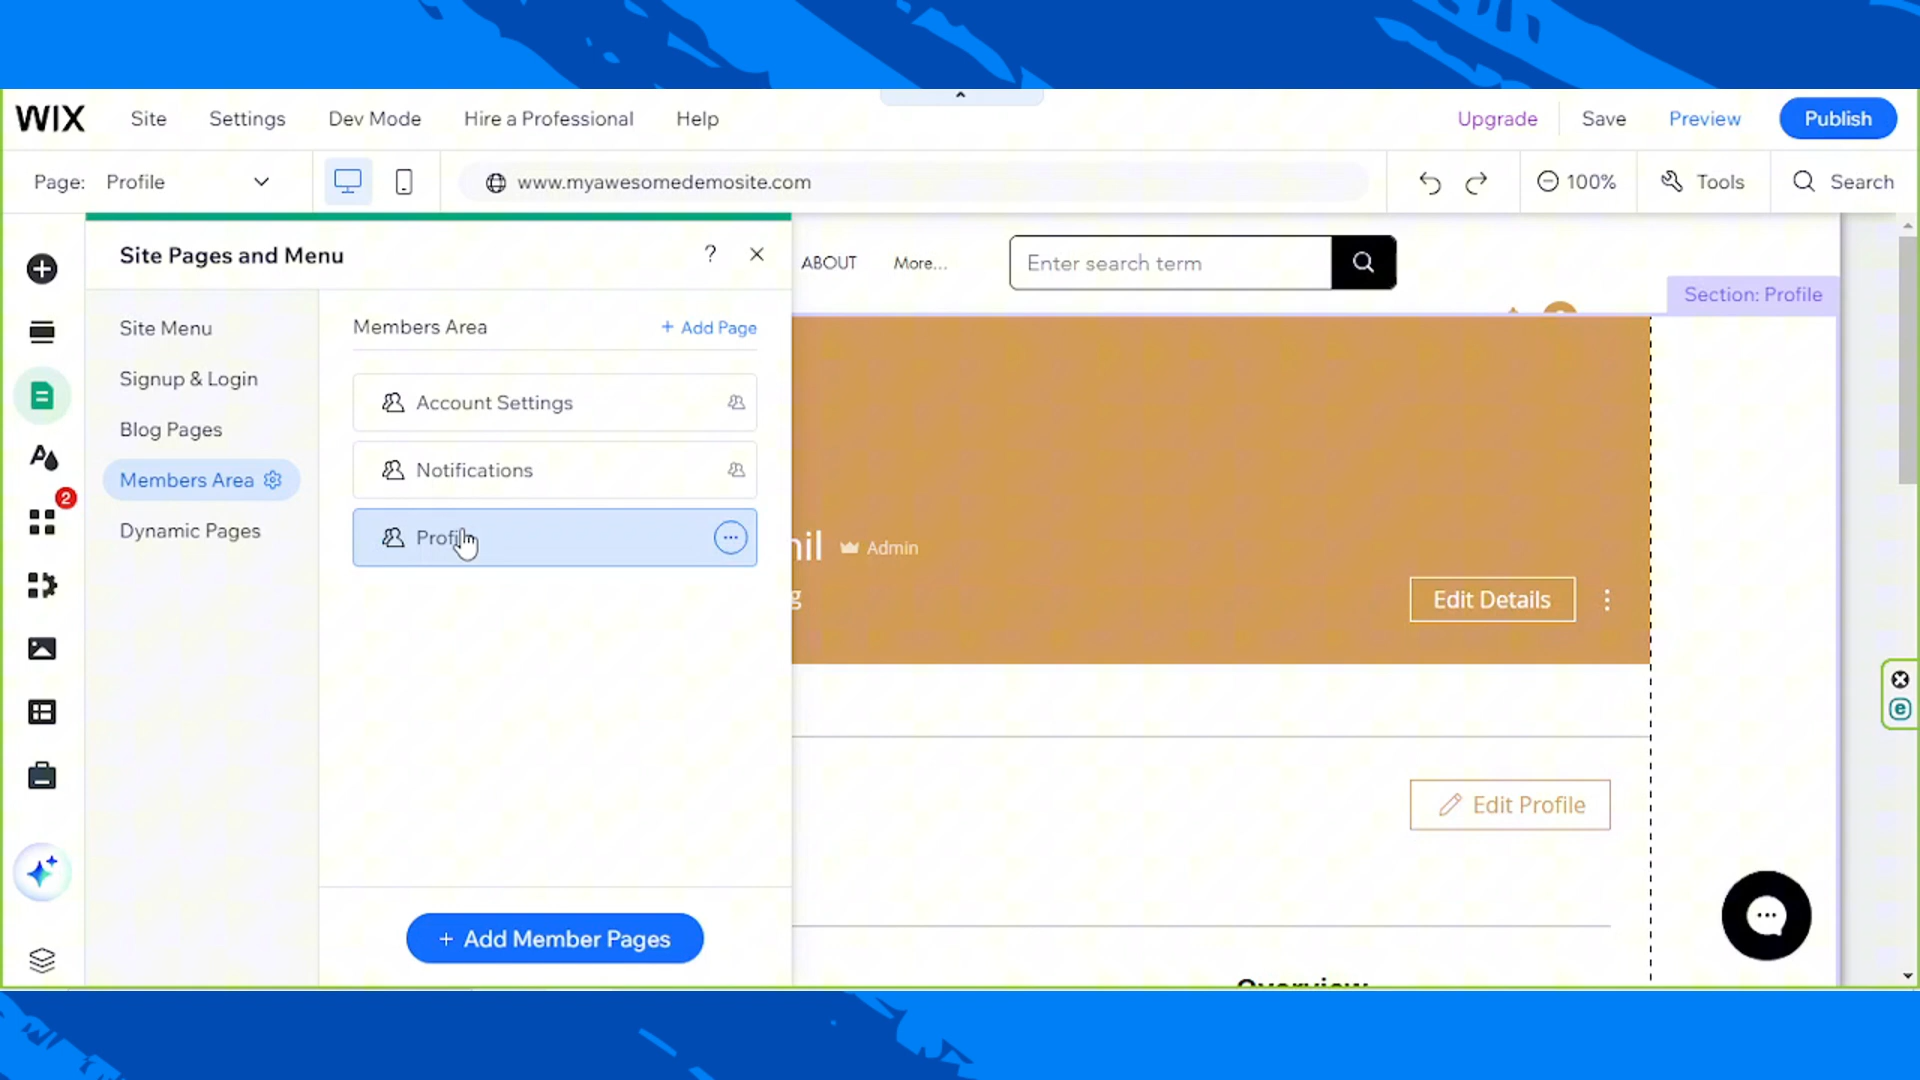 WIX Site Settings Dev Mode Hire a Professional Help Upgrade Save Preview Publish
Page: Profile www.myawesomedemosite.com 100% Tools Search
Site Pages and Menu ?
ABOUT More... Enter search term
Section: Profile
Site Menu
Signup & Login
Blog Pages
Members Area
Dynamic Pages
2
Members Area + Add Page
Account Settings
Notifications
+ Add Member Pages
Admin
Edit Details
Edit Profile